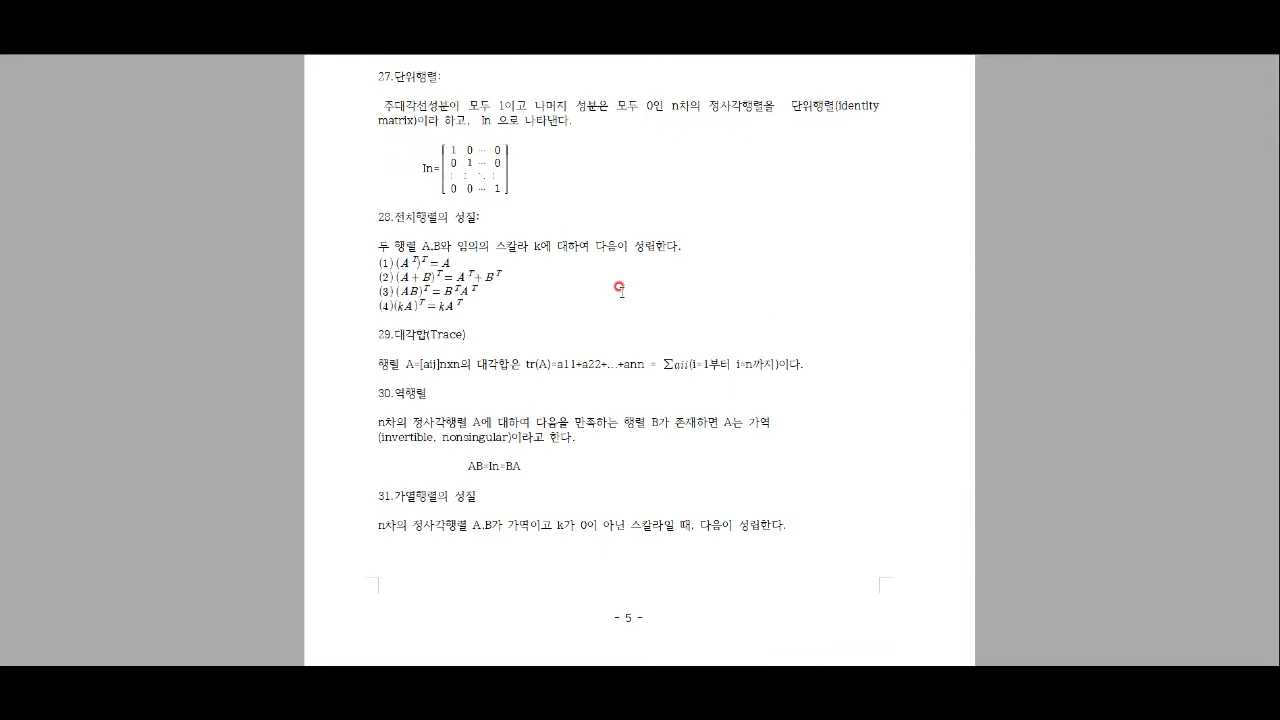 27.단위행렬:
주대각선성분이 모두 1이고 나머지 성분은 모두 0인 n차의 정사각행렬을 단위행렬(identity
matrix)이라 하고, In 으로 나타낸다.
In=
1 0 ⋯ 0
0 1 ⋯ 0
⋮ ⋮ ⋱ ⋮
0 0 ⋯ 1
28.전치행렬의 성질:
두 행렬 A,B와 임의의 스칼라 k에 대하여 다음이 성립한다.
(1) (A^T)^T = A
(2) (A + B)^T = A^T + B^T
(3) (AB)^T = B^T A^T
(4)(kA)^T = kA^T
29.대각합(Trace)
행렬 A=[aij]nxn의 대각합은 tr(A)=a11+a22+...+ann = ∑aii(i=1부터 i=n까지)이다.
30.역행렬
n차의 정사각행렬 A에 대하여 다음을 만족하는 행렬 B가 존재하면 A는 가역
(invertible, nonsingular)이라고 한다.
AB=In=BA
31.가열행렬의 성질
n차의 정사각행렬 A,B가 가역이고 k가 0이 아닌 스칼라일 때, 다음이 성립한다.
- 5 -